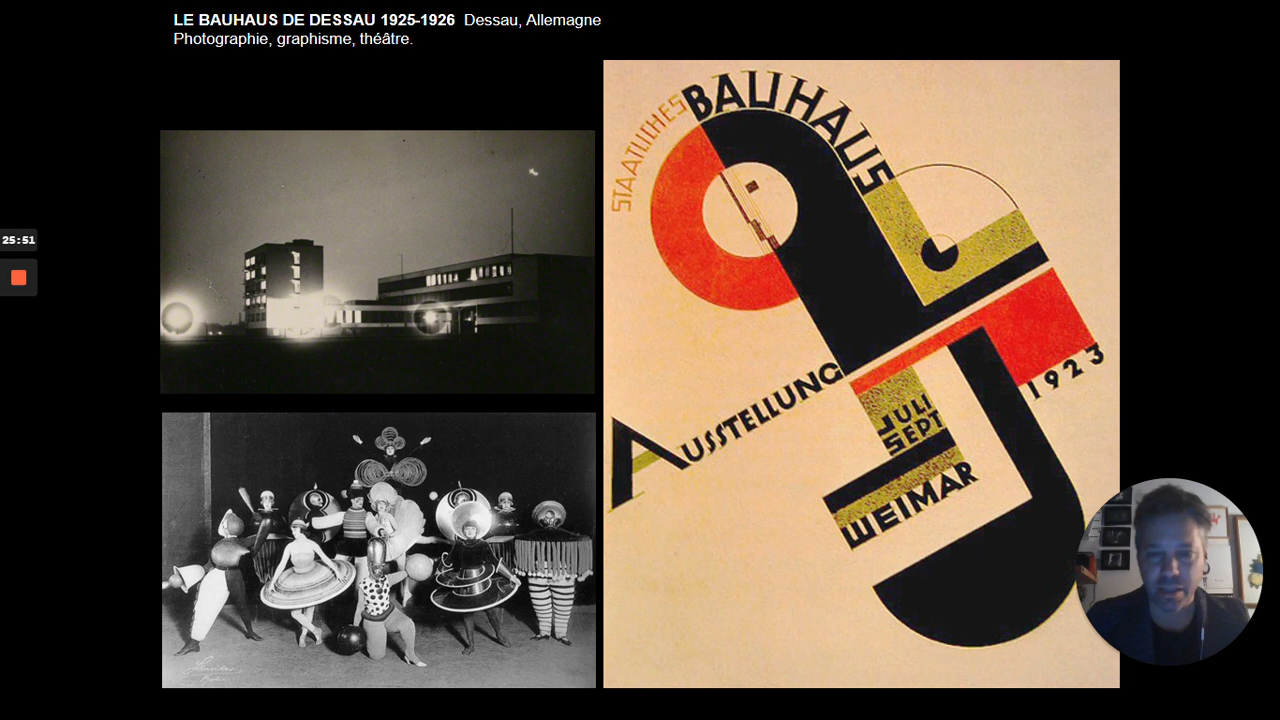 LE BAUHAUS DE DESSAU 1925-1926 Dessau, Allemagne
Photographie, graphisme, théâtre.
25:51
STAATLICHES
BAUHAUS
AUSSTELLUNG
1923
JULI
SEPT
WEIMAR